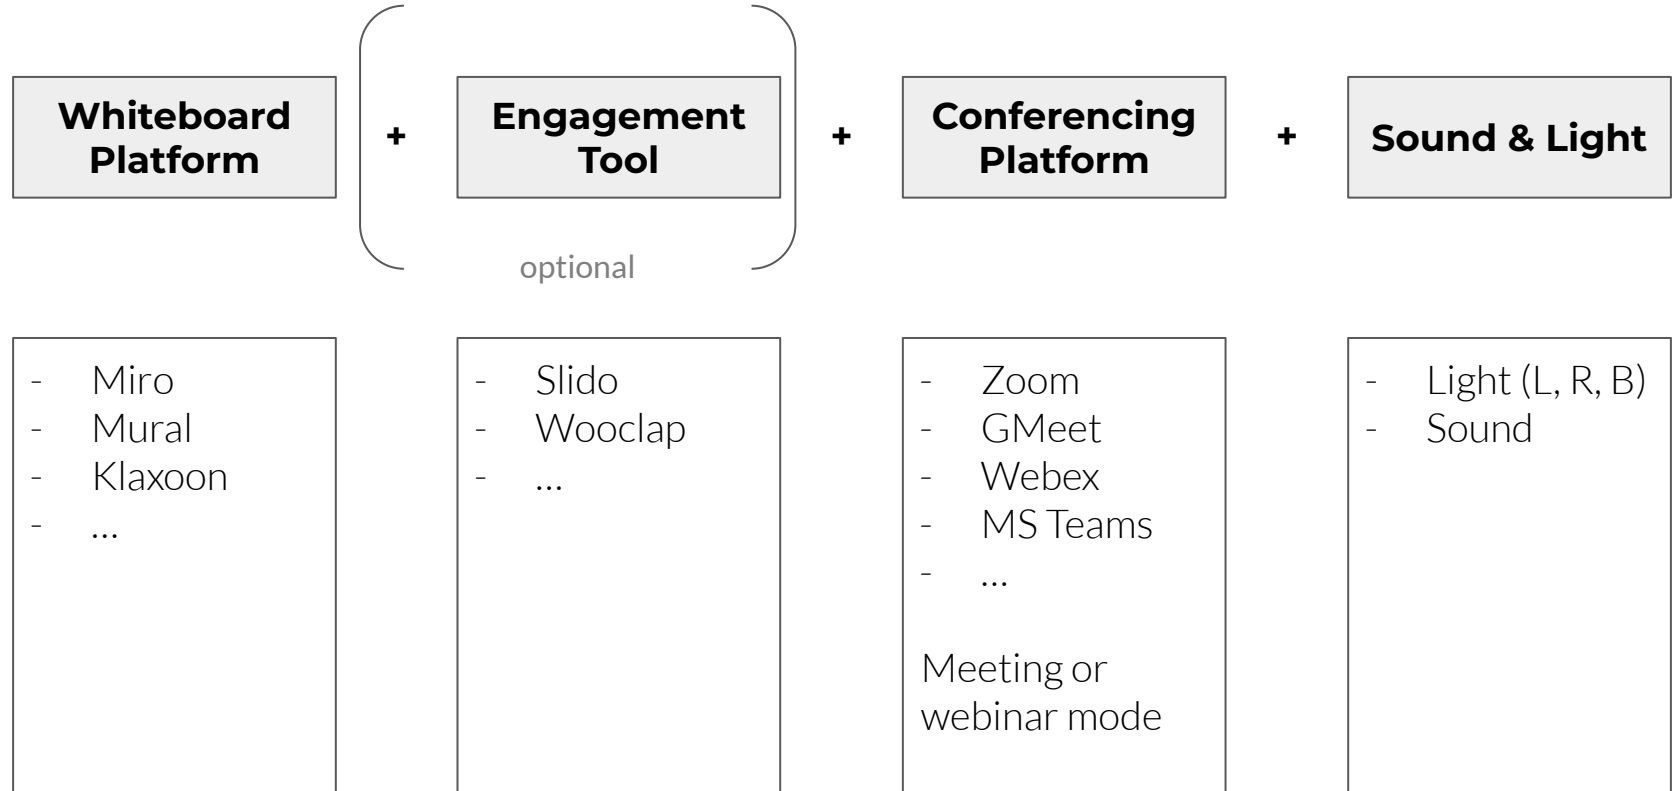 Whiteboard
Platform
+
Engagement
Tool
optional
+
Conferencing
Platform
+
Sound & Light
- Miro
- Mural
- Klaxoon
- ...
- Slido
- Wooclap
- ...
- Zoom
- GMeet
- Webex
- MS Teams
- ...
Meeting or
webinar mode
- Light (L, R, B)
- Sound